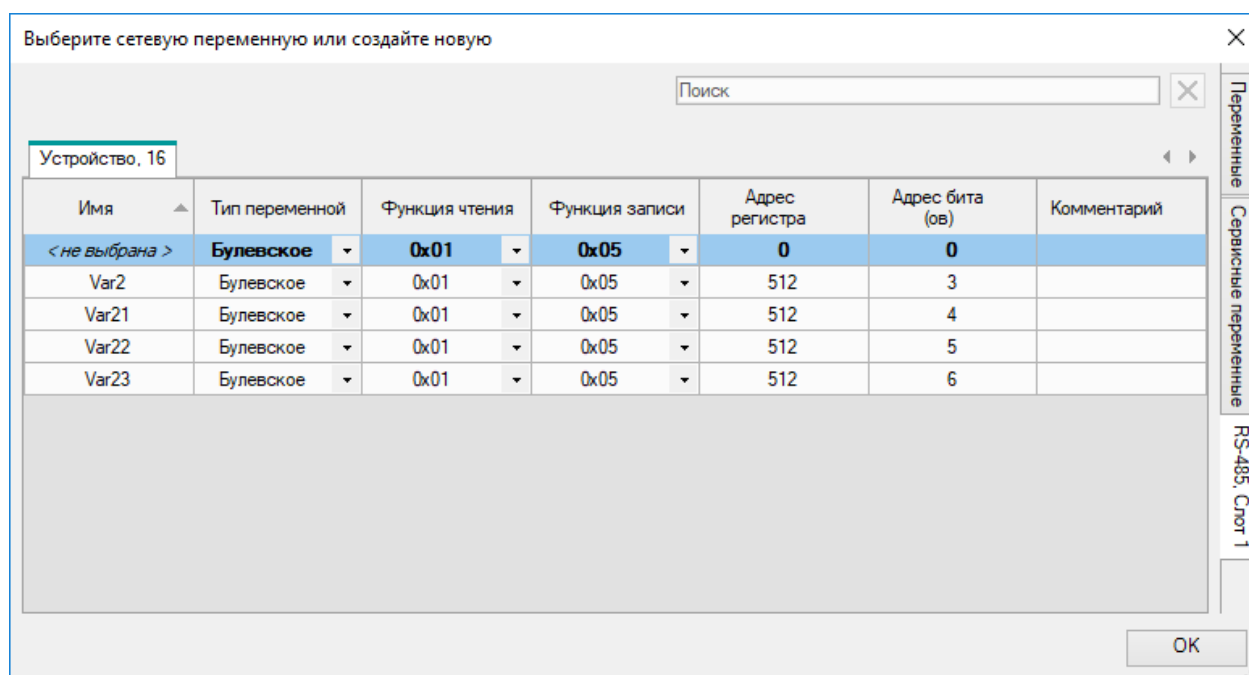 Выберите сетевую переменную или создайте новую
Поиск
Устройство, 16
Имя Тип переменной Функция чтения Функция записи Адрес регистра Адрес бита (ов) Комментарий
<не выбрана> Булевское 0x01 0x05 0 0
Var2 Булевское 0x01 0x05 512 3
Var21 Булевское 0x01 0x05 512 4
Var22 Булевское 0x01 0x05 512 5
Var23 Булевское 0x01 0x05 512 6
Переменные
Сервисные переменные
RS-485, Слот 1
OK